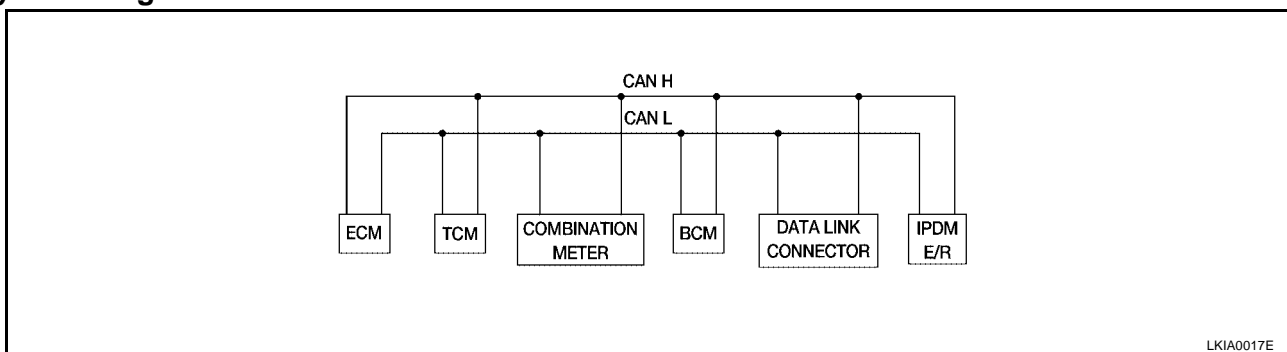 CAN H
CAN L
ECM
TCM
COMBINATION
METER
BCM
DATA LINK
CONNECTOR
IPDM
E/R
LKIA0017E